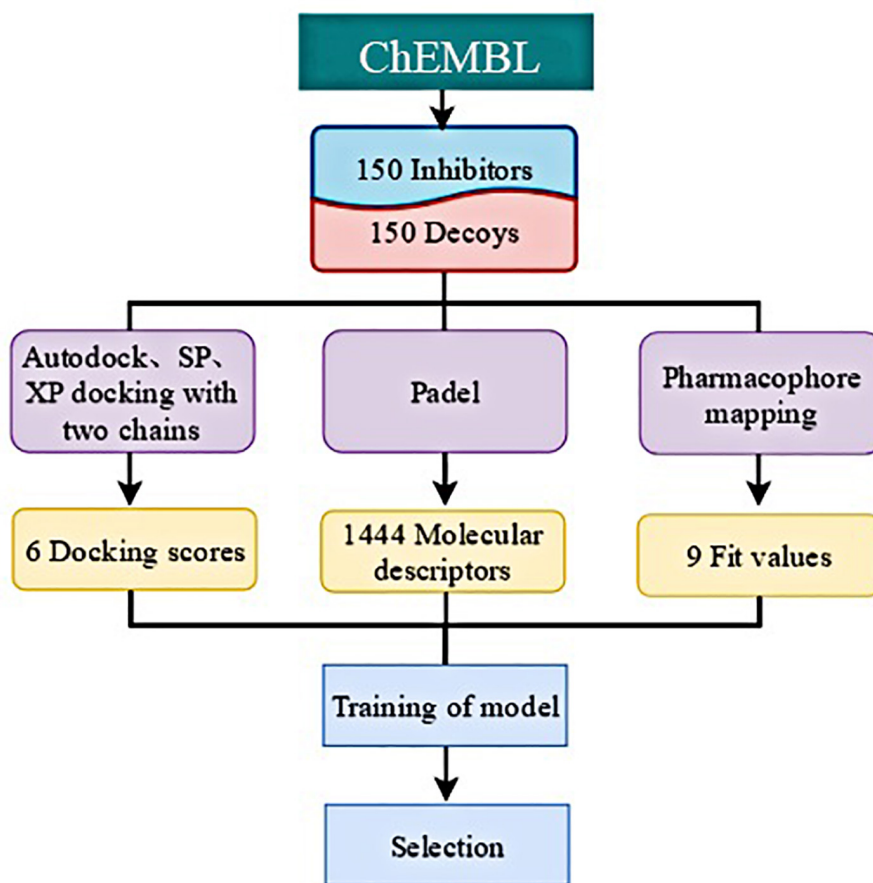 ChEMBL
150 Inhibitors
150 Decoys
Autodock、SP、
XP docking with
two chains
Padel
Pharmacophore
mapping
6 Docking scores
1444 Molecular
descriptors
9 Fit values
Training of model
Selection